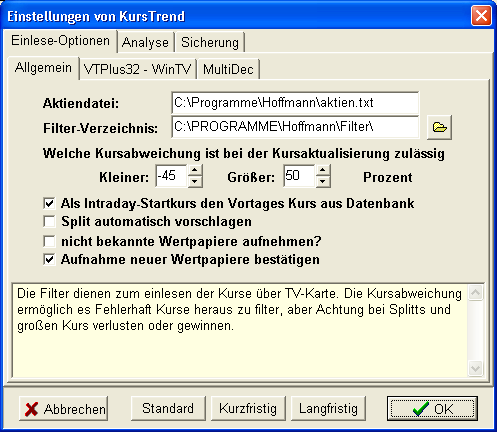 Einstellungen von KursTrend
Einlese-Optionen Analyse Sicherung
Allgemein VTPlus32 - WinTV MultiDec
Aktiendatei: C:\Programme\Hoffmann\aktien.txt
Filter-Verzeichnis: C:\PROGRAMME\Hoffmann\Filter\
Welche Kursabweichung ist bei der Kursaktualisierung zulässig
Kleiner: -45 Größer: 50 Prozent
Als Intraday-Startkurs den Vortages Kurs aus Datenbank
Split automatisch vorschlagen
nicht bekannte Wertpapiere aufnehmen?
Aufnahme neuer Wertpapiere bestätigen
Die Filter dienen zum einlesen der Kurse über TV-Karte. Die Kursabweichung
ermöglich es Fehlerhaft Kurse heraus zu filter, aber Achtung bei Splitts und
großen Kurs verlusten oder gewinnen.
Abbrechen Standard Kurzfristig Langfristig OK